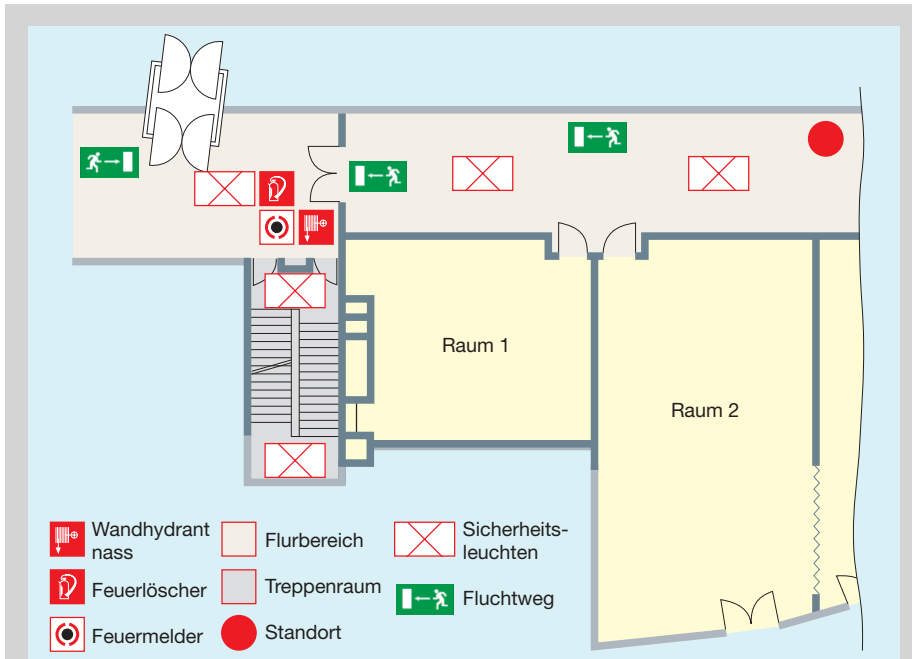 Raum 1
Raum 2
Wandhydrant
nass
Feuerlöscher
Feuermelder
Flurbereich
Treppenraum
Standort
Sicherheits-
leuchten
Fluchtweg